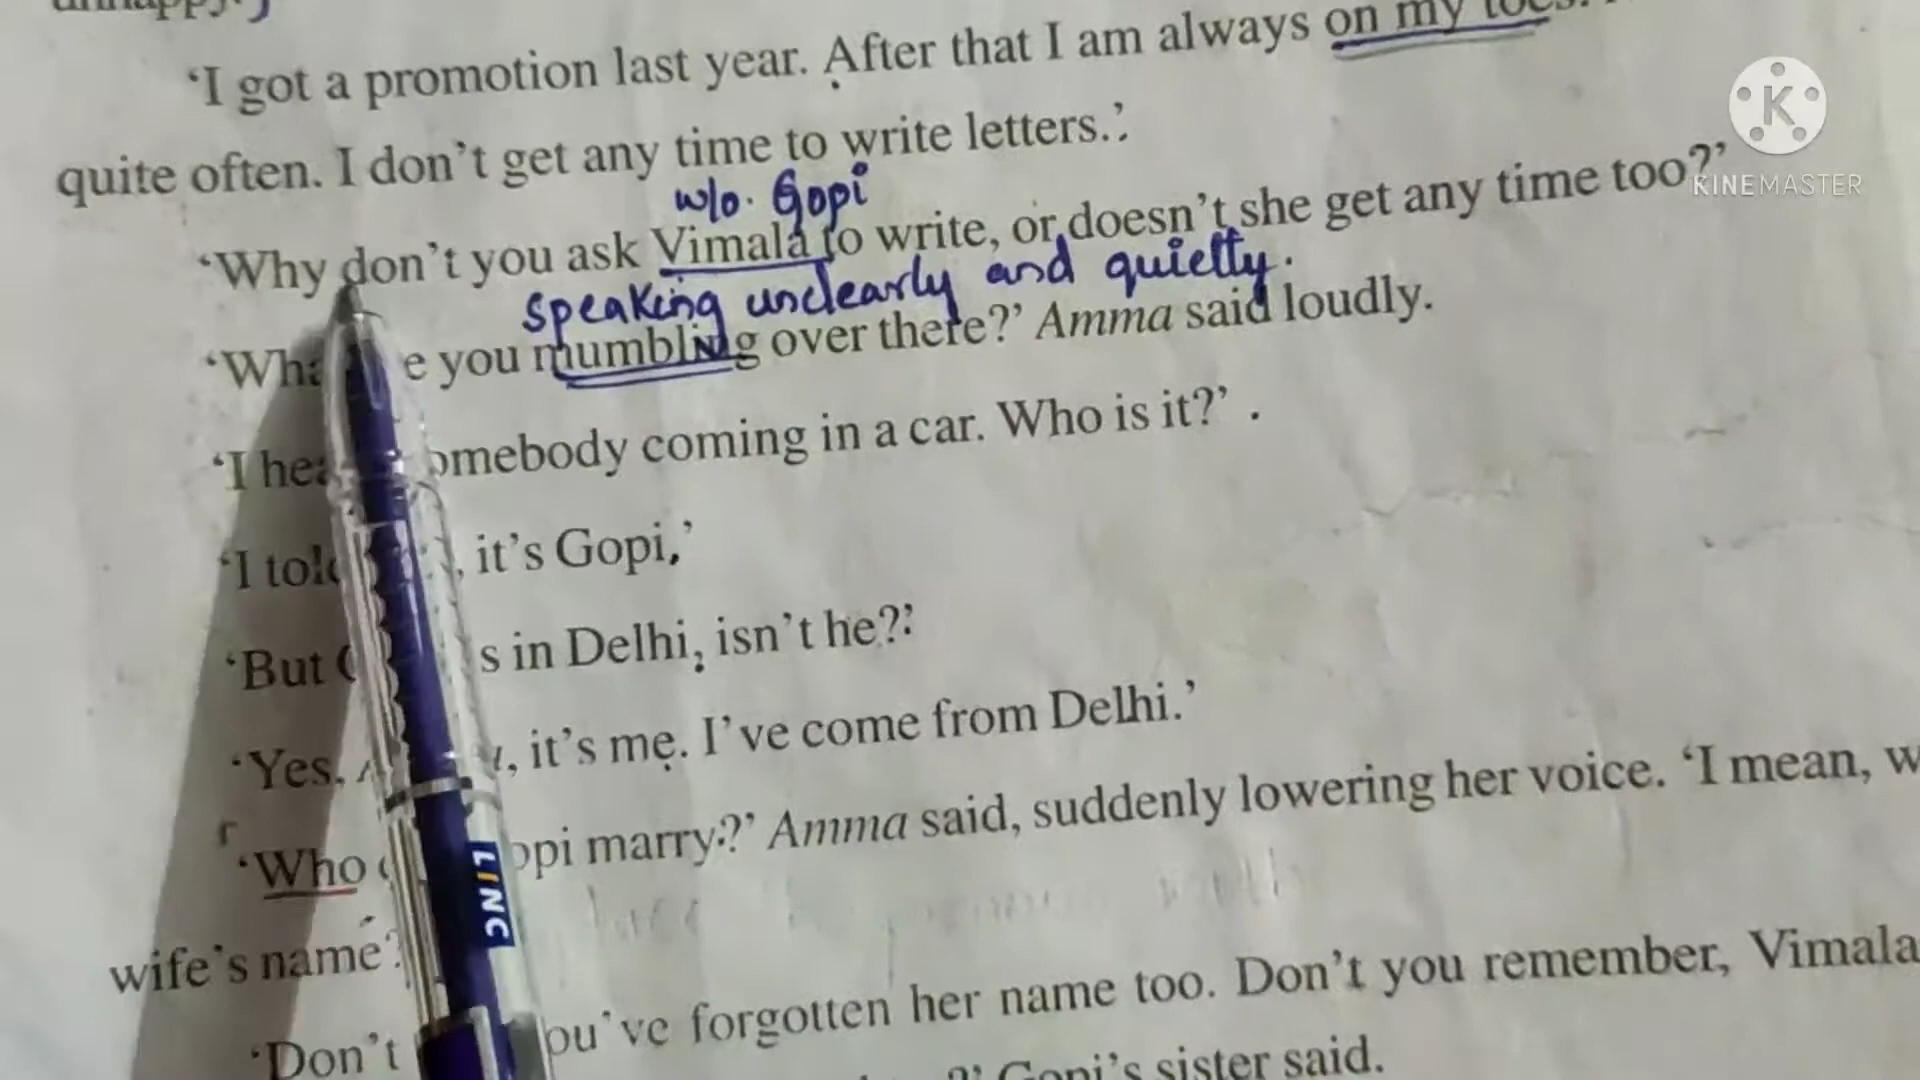 ‘I got a promotion last year. After that I am always on my toes.
quite often. I don’t get any time to write letters.’
w/o. Gopi
‘Why don’t you ask Vimala to write, or doesn’t she get any time too?’
speaking unclearly and quietly.
e you mumbling over there?’ Amma said loudly.
‘I hea omebody coming in a car. Who is it?’
‘I told , it’s Gopi,’
‘But s in Delhi, isn’t he?’
‘Yes, , it’s me. I’ve come from Delhi.’
‘Who opi marry?’ Amma said, suddenly lowering her voice. ‘I mean, w
wife’s name?
‘Don’t ou’ve forgotten her name too. Don’t you remember, Vimala
Gopi’s sister said.
LINC
K
KINEMASTER